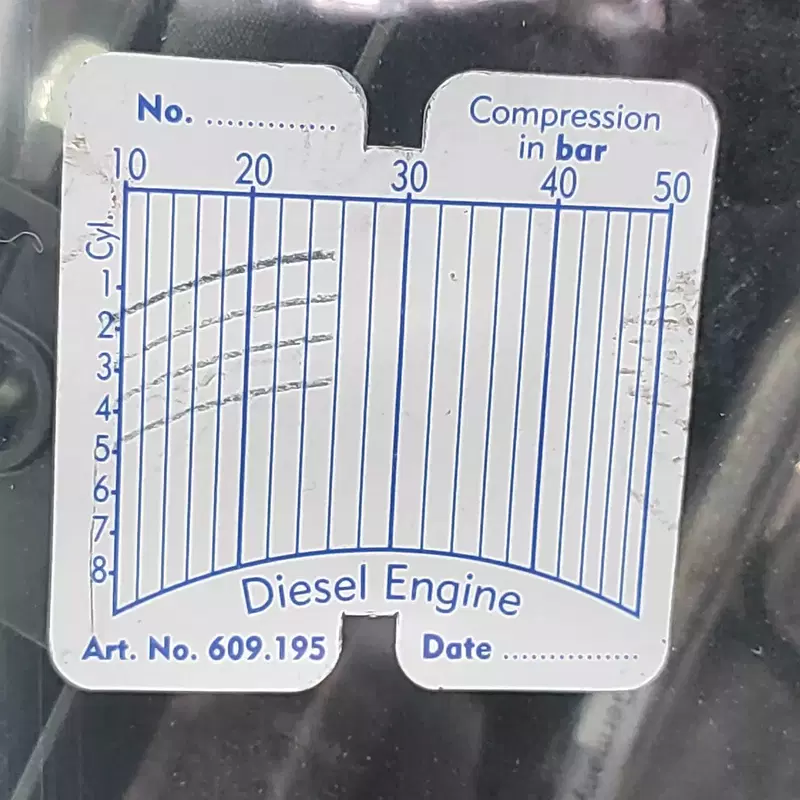 No. ..............
Compression
in bar
10 20 30 40 50
Cyl.
1
2
3
4
5
6
7
8
Diesel Engine
Art. No. 609.195
Date ...............